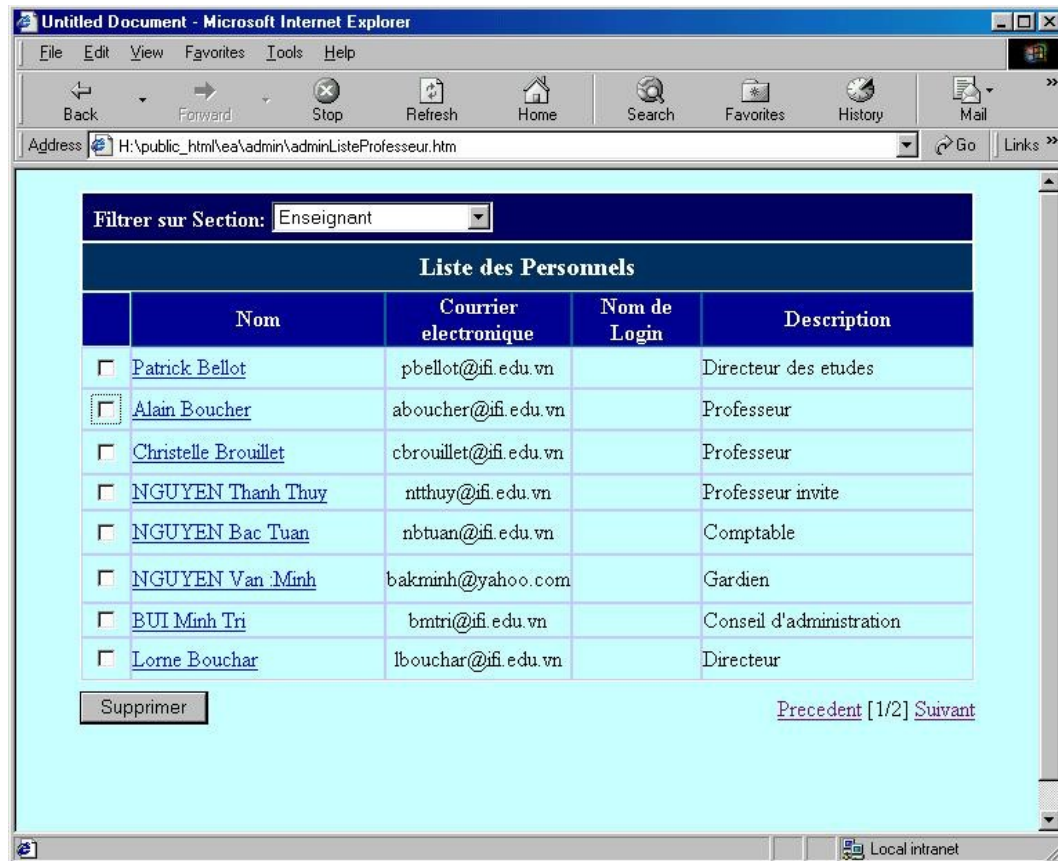 Untitled Document - Microsoft Internet Explorer
File Edit View Favorites Tools Help
Back Forward Stop Refresh Home Search Favorites History Mail »
Address H:\public_html\ea\admin\adminListeProfesseur.htm Go Links »
Filtrer sur Section: Enseignant
Liste des Personnels
Nom Courrier electronique Nom de Login Description
Patrick Bellot pbellot@ifi.edu.vn Directeur des etudes
Alain Boucher aboucher@ifi.edu.vn Professeur
Christelle Brouillet cbrouillet@ifi.edu.vn Professeur
NGUYEN Thanh Thuy ntthuy@ifi.edu.vn Professeur invite
NGUYEN Bac Tuan nbtuan@ifi.edu.vn Comptable
NGUYEN Van :Minh bakminh@yahoo.com Gardien
BUI Minh Tri bmtri@ifi.edu.vn Conseil d'administration
Lorne Bouchar lbouchar@ifi.edu.vn Directeur
Supprimer Precedent [1/2] Suivant
Local intranet